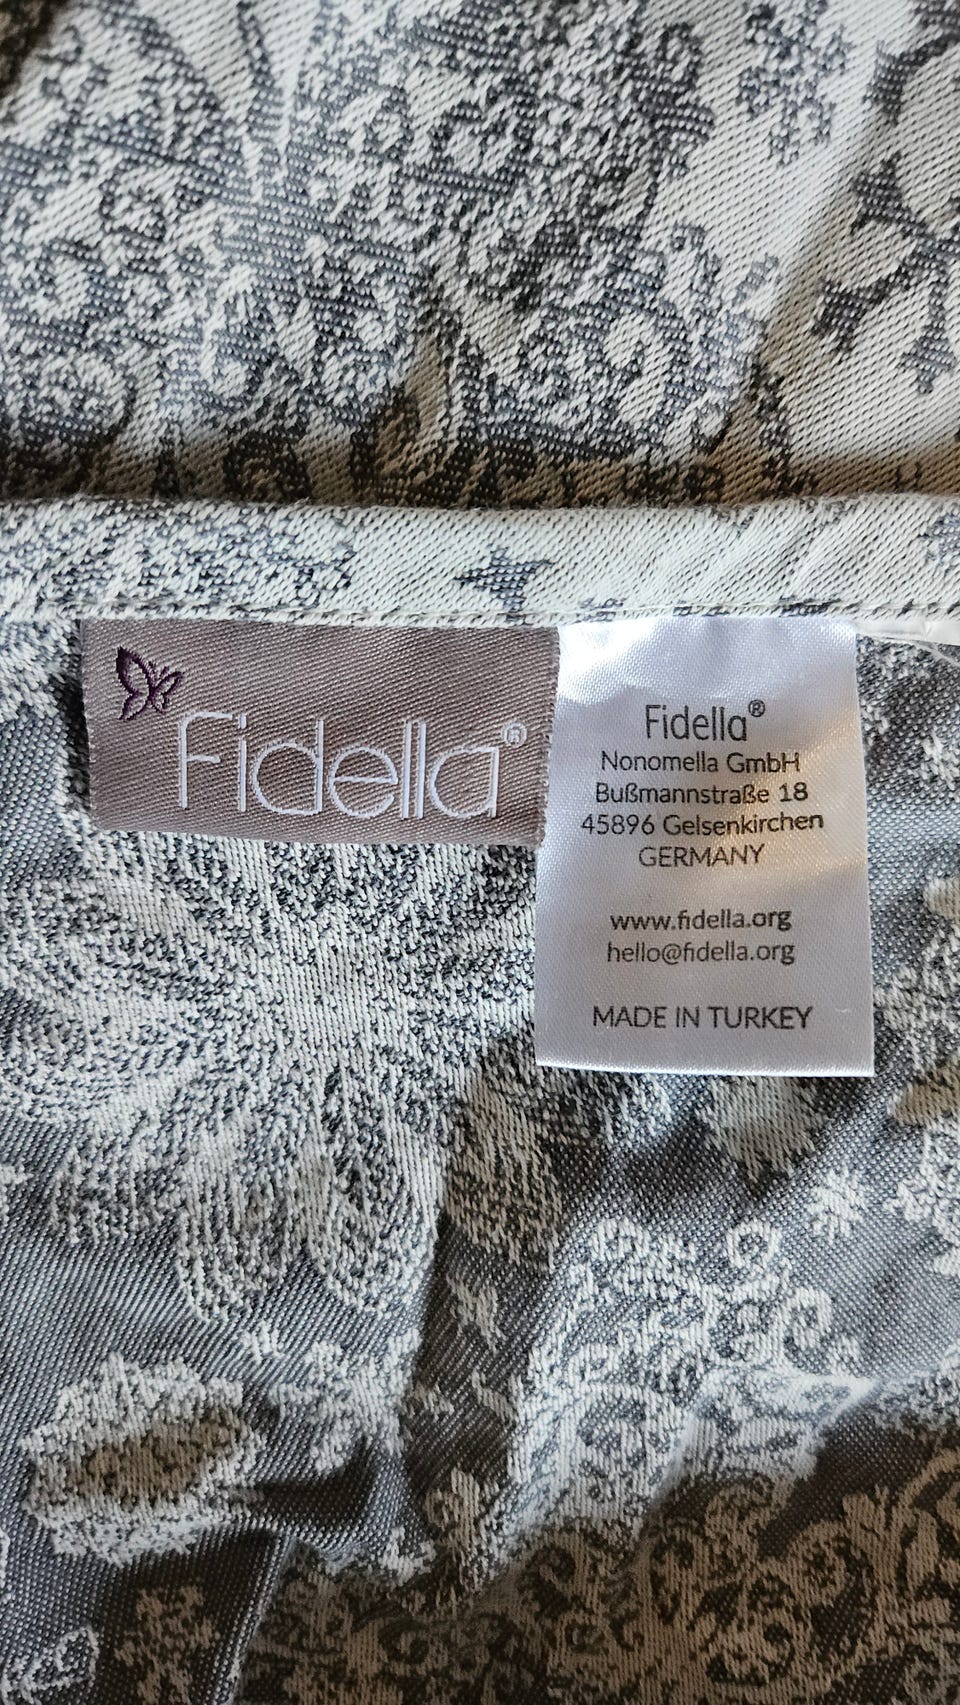 Fidella®
Fidella®
Nonomella GmbH
Bußmannstraße 18
45896 Gelsenkirchen
GERMANY
www.fidella.org
hello@fidella.org
MADE IN TURKEY